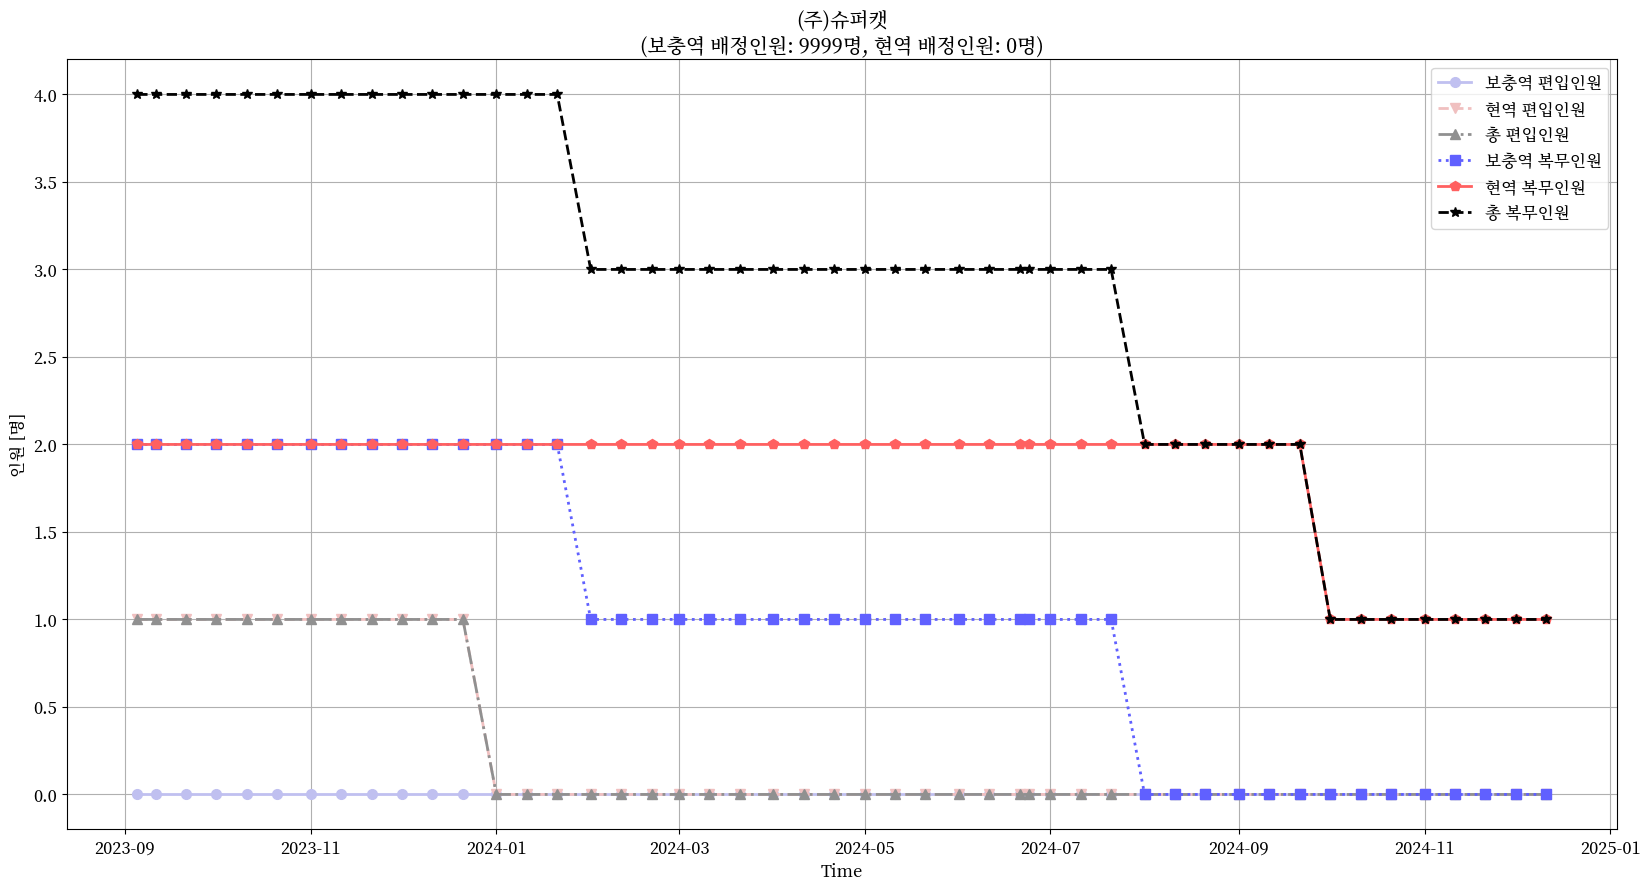 (주)슈퍼캣
(보충역 배정인원: 9999명, 현역 배정인원: 0명)
보충역 편입인원
현역 편입인원
총 편입인원
보충역 복무인원
현역 복무인원
총 복무인원
인원 [명]
4.0
3.5
3.0
2.5
2.0
1.5
1.0
0.5
0.0
2023-09 2023-11 2024-01 2024-03 2024-05 2024-07 2024-09 2024-11 2025-01
Time